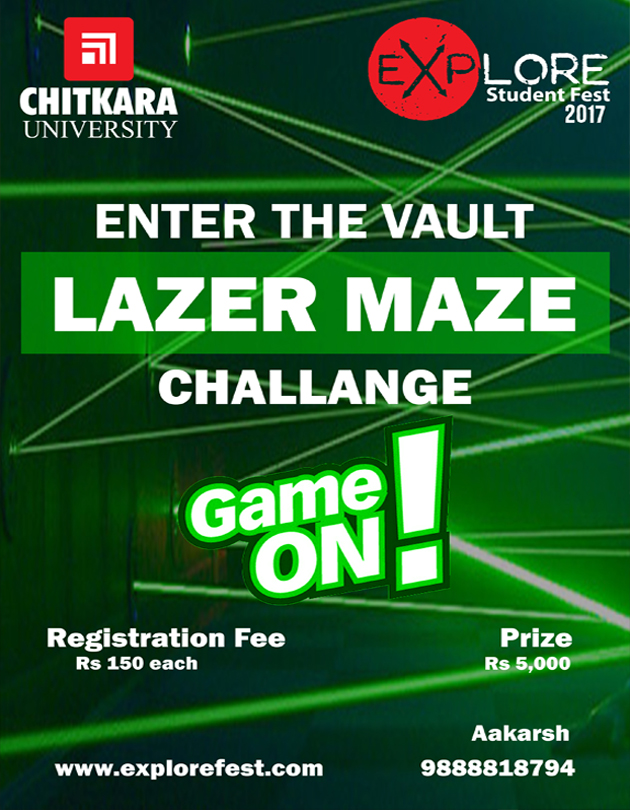 CHITKARA
UNIVERSITY
EXPLORE
Student Fest
2017
ENTER THE VAULT
LAZER MAZE
CHALLANGE
Game
ON!
Registration Fee
Rs 150 each
Prize
Rs 5,000
Aakarsh
www.explorefest.com
9888818794